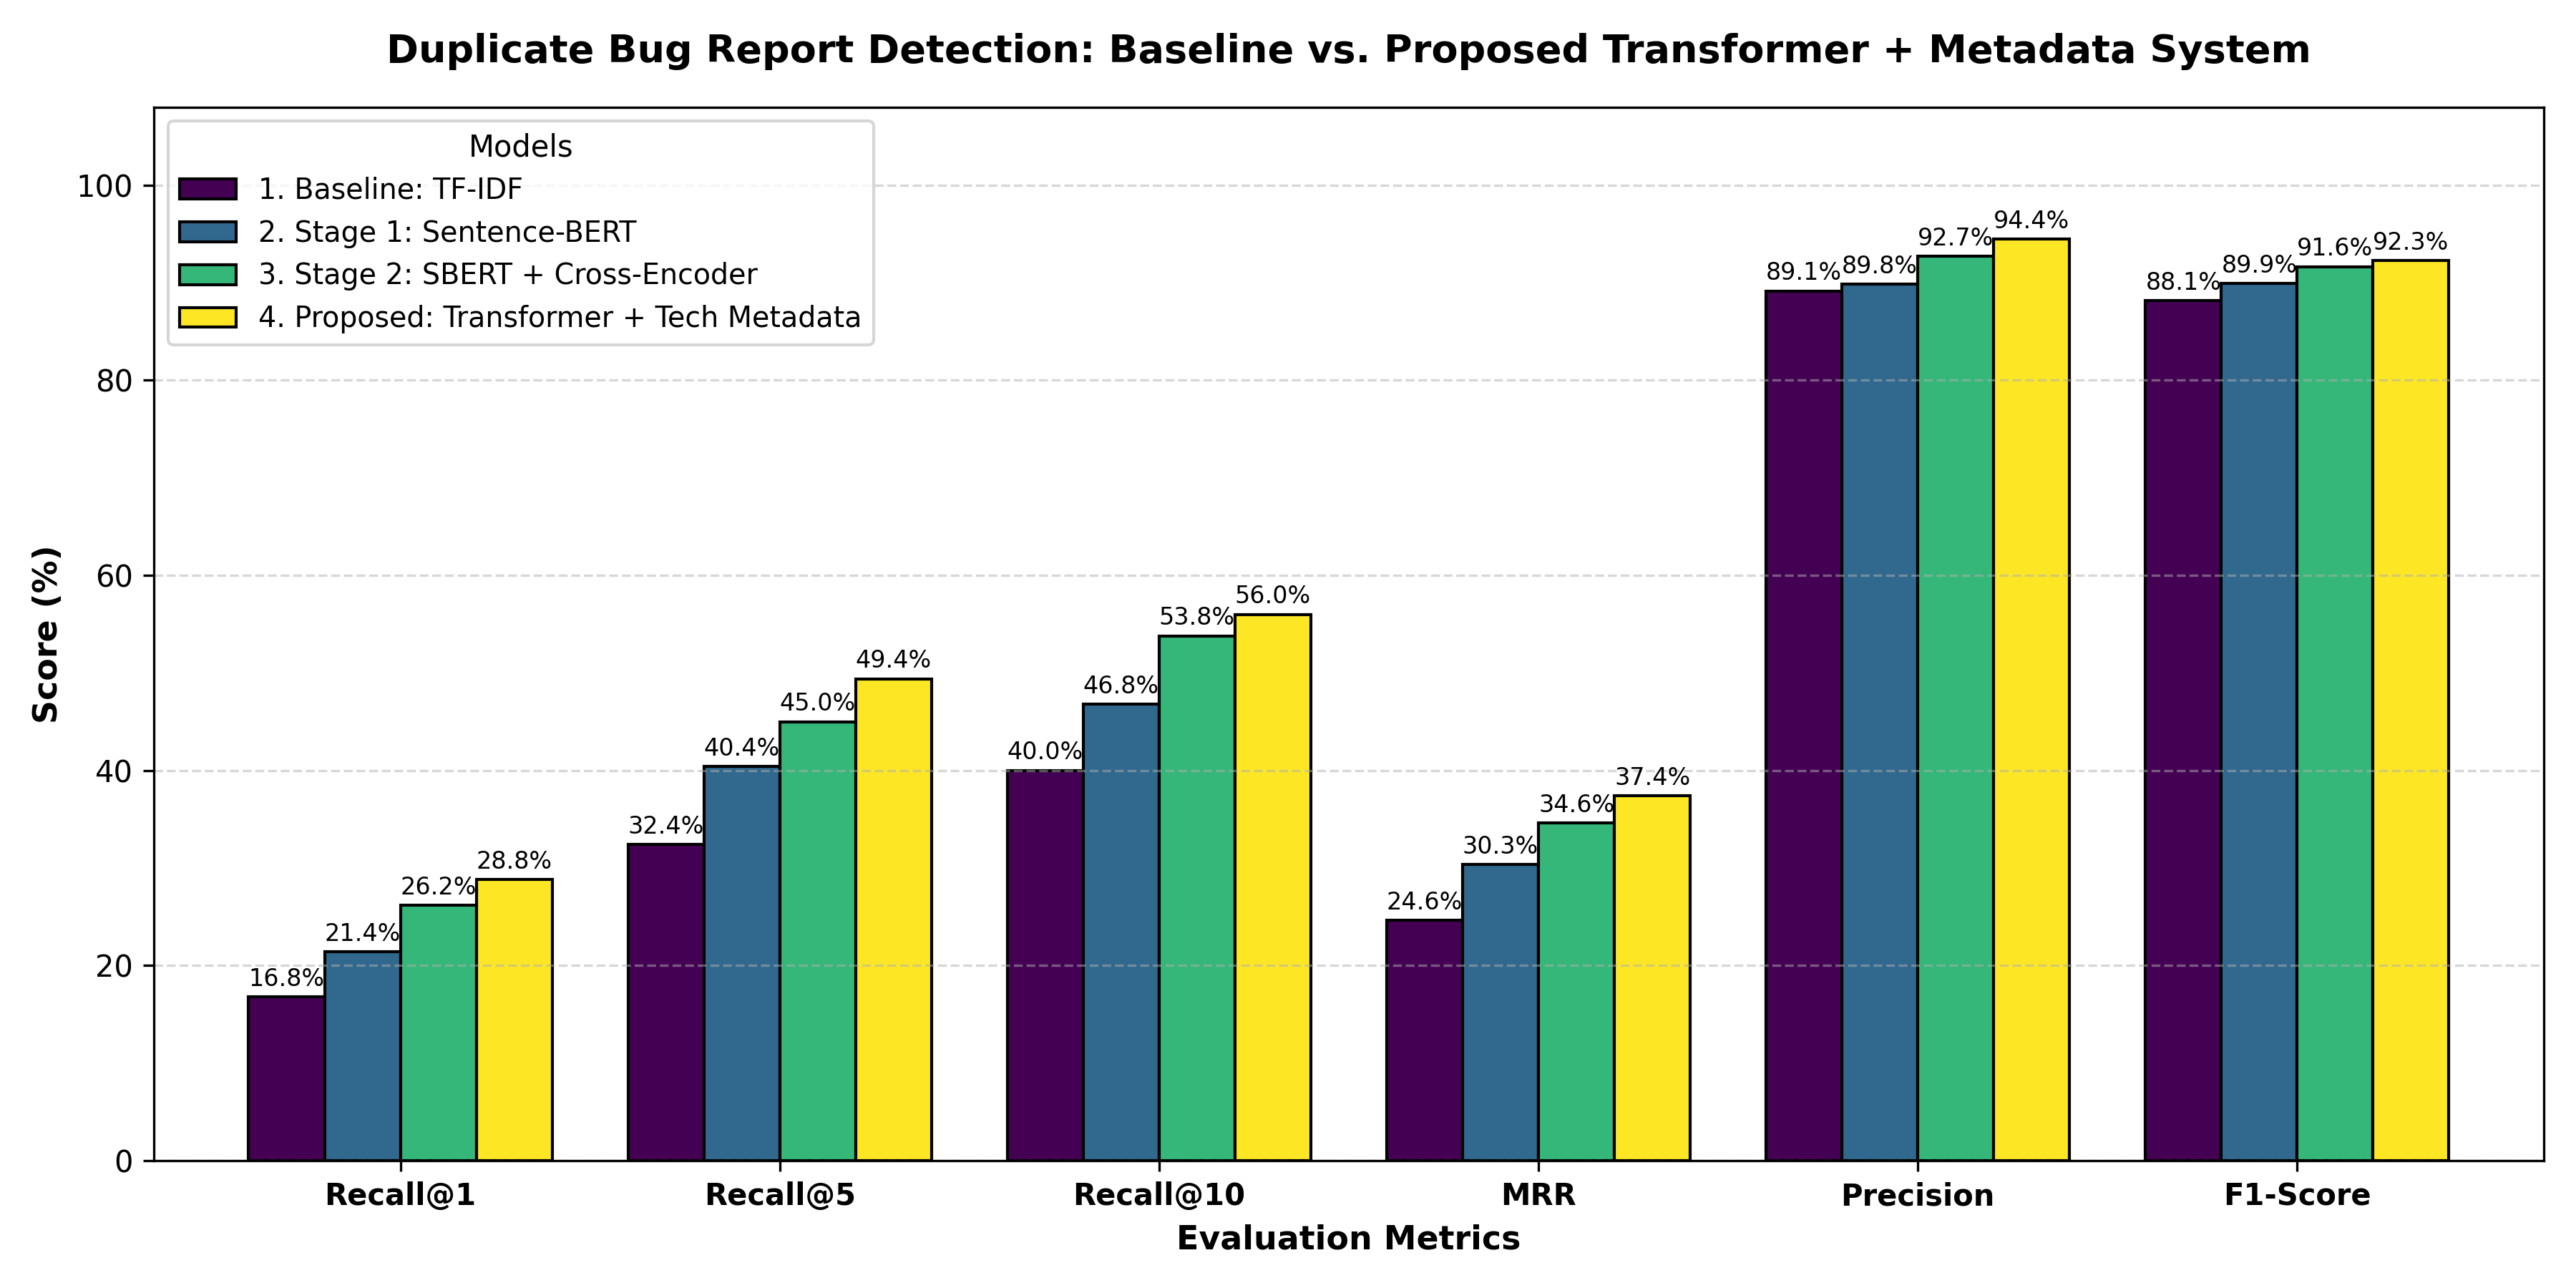 Duplicate Bug Report Detection: Baseline vs. Proposed Transformer + Metadata System
Models
1. Baseline: TF-IDF
2. Stage 1: Sentence-BERT
3. Stage 2: SBERT + Cross-Encoder
4. Proposed: Transformer + Tech Metadata
Score (%)
100
80
60
40
20
0
16.8% 21.4% 26.2% 28.8%
32.4% 40.4% 45.0% 49.4%
40.0% 46.8% 53.8% 56.0%
24.6% 30.3% 34.6% 37.4%
89.1% 89.8% 92.7% 94.4%
88.1% 89.9% 91.6% 92.3%
Recall@1 Recall@5 Recall@10 MRR Precision F1-Score
Evaluation Metrics